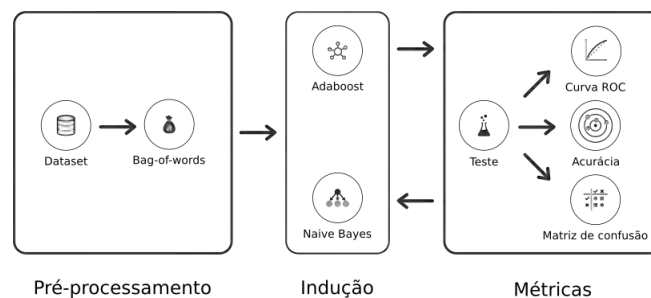 Dataset
Bag-of-words
Adaboost
Naive Bayes
Teste
Curva ROC
Acurácia
Matriz de confusão
Pré-processamento
Indução
Métricas